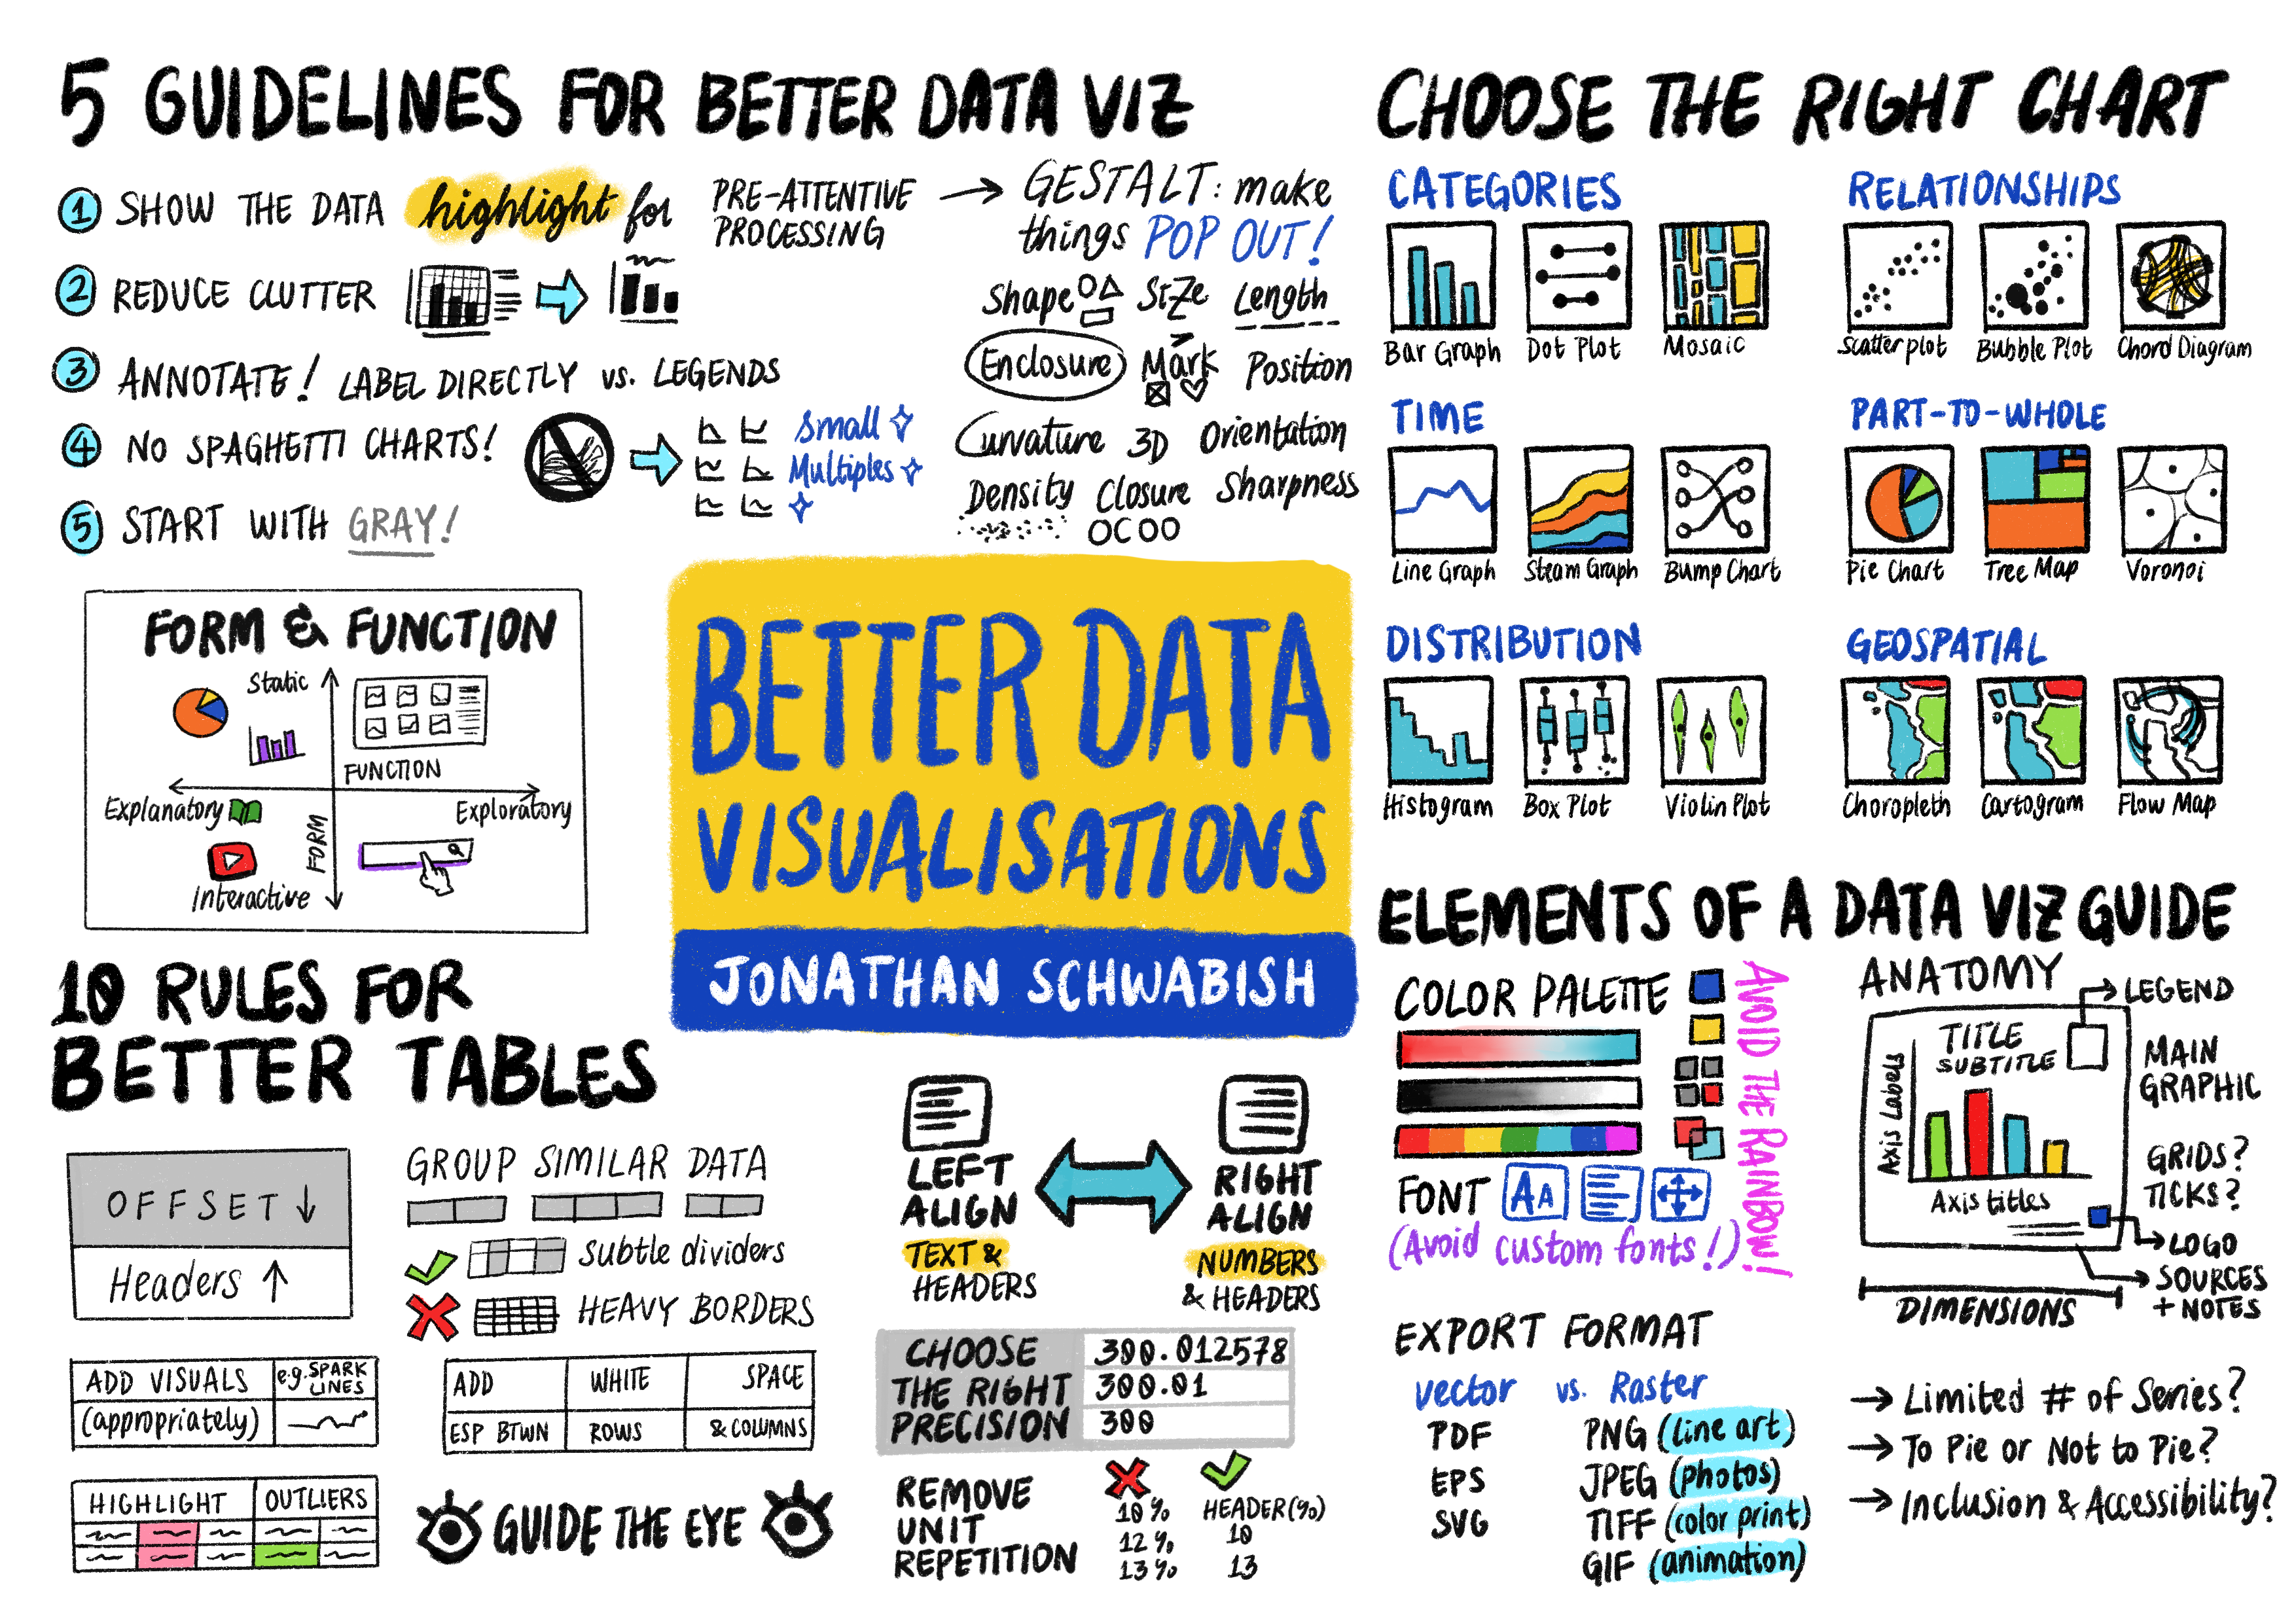 5 GUIDELINES FOR BETTER DATA VIZ
1 SHOW THE DATA highlight for PRE-ATTENTIVE
PROCESSING
GESTALT: make
things POP OUT!
2 REDUCE CLUTTER
3 ANNOTATE! LABEL DIRECTLY vs. LEGENDS
4 NO SPAGHETTI CHARTS!
Small
Multiples
5 START WITH GRAY!
Shape Size Length
Enclosure Mark Position
Curvature 3D Orientation
Density Closure Sharpness
FORM & FUNCTION
Static
FUNCTION
Explanatory
Exploratory
FORM
Interactive
BETTER DATA
VISUALISATIONS
JONATHAN SCHWABISH
10 RULES FOR
BETTER TABLES
OFFSET ↓
Headers ↑
GROUP SIMILAR DATA
subtle dividers
HEAVY BORDERS
ADD VISUALS e.g. SPARK
LINES
(appropriately)
ADD WHITE SPACE
ESP BTWN ROWS & COLUMNS
HIGHLIGHT OUTLIERS
GUIDE THE EYE
LEFT
ALIGN
TEXT &
HEADERS
RIGHT
ALIGN
NUMBERS
& HEADERS
CHOOSE
THE RIGHT
PRECISION
300.012578
300.01
300
REMOVE
UNIT
REPETITION
10%
12%
13%
HEADER(%)
10
13
CHOOSE THE RIGHT CHART
CATEGORIES
Bar Graph Dot Plot Mosaic
RELATIONSHIPS
Scatterplot Bubble Plot Chord Diagram
TIME
Line Graph Steam Graph Bump Chart
PART-TO-WHOLE
Pie Chart Tree Map Voronoi
DISTRIBUTION
Histogram Box Plot Violin Plot
GEOSPATIAL
Choropleth Cartogram Flow Map
ELEMENTS OF A DATA VIZ GUIDE
COLOR PALETTE
AVOID THE RAINBOW!
FONT AA
(Avoid custom fonts!)
EXPORT FORMAT
vector vs. Raster
PDF PNG (line art)
EPS JPEG (photos)
SVG TIFF (color print)
GIF (animation)
ANATOMY
LEGEND
TITLE
SUBTITLE
Axis Labels
MAIN
GRAPHIC
GRIDS?
TICKS?
Axis titles
LOGO
SOURCES
+ NOTES
DIMENSIONS
→ Limited # of Series?
→ To Pie or Not to Pie?
→ Inclusion & Accessibility?